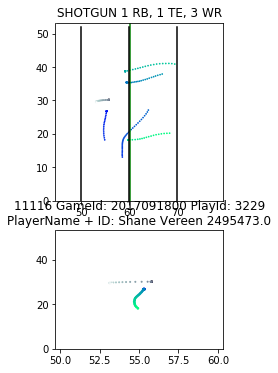 SHOTGUN 1 RB, 1 TE, 3 WR
50
40
30
20
10
0
50 60 70
11116 GameId: 2017091800 PlayId: 3229
PlayerName + ID: Shane Vereen 2495473.0
40
20
0
50.0 52.5 55.0 57.5 60.0